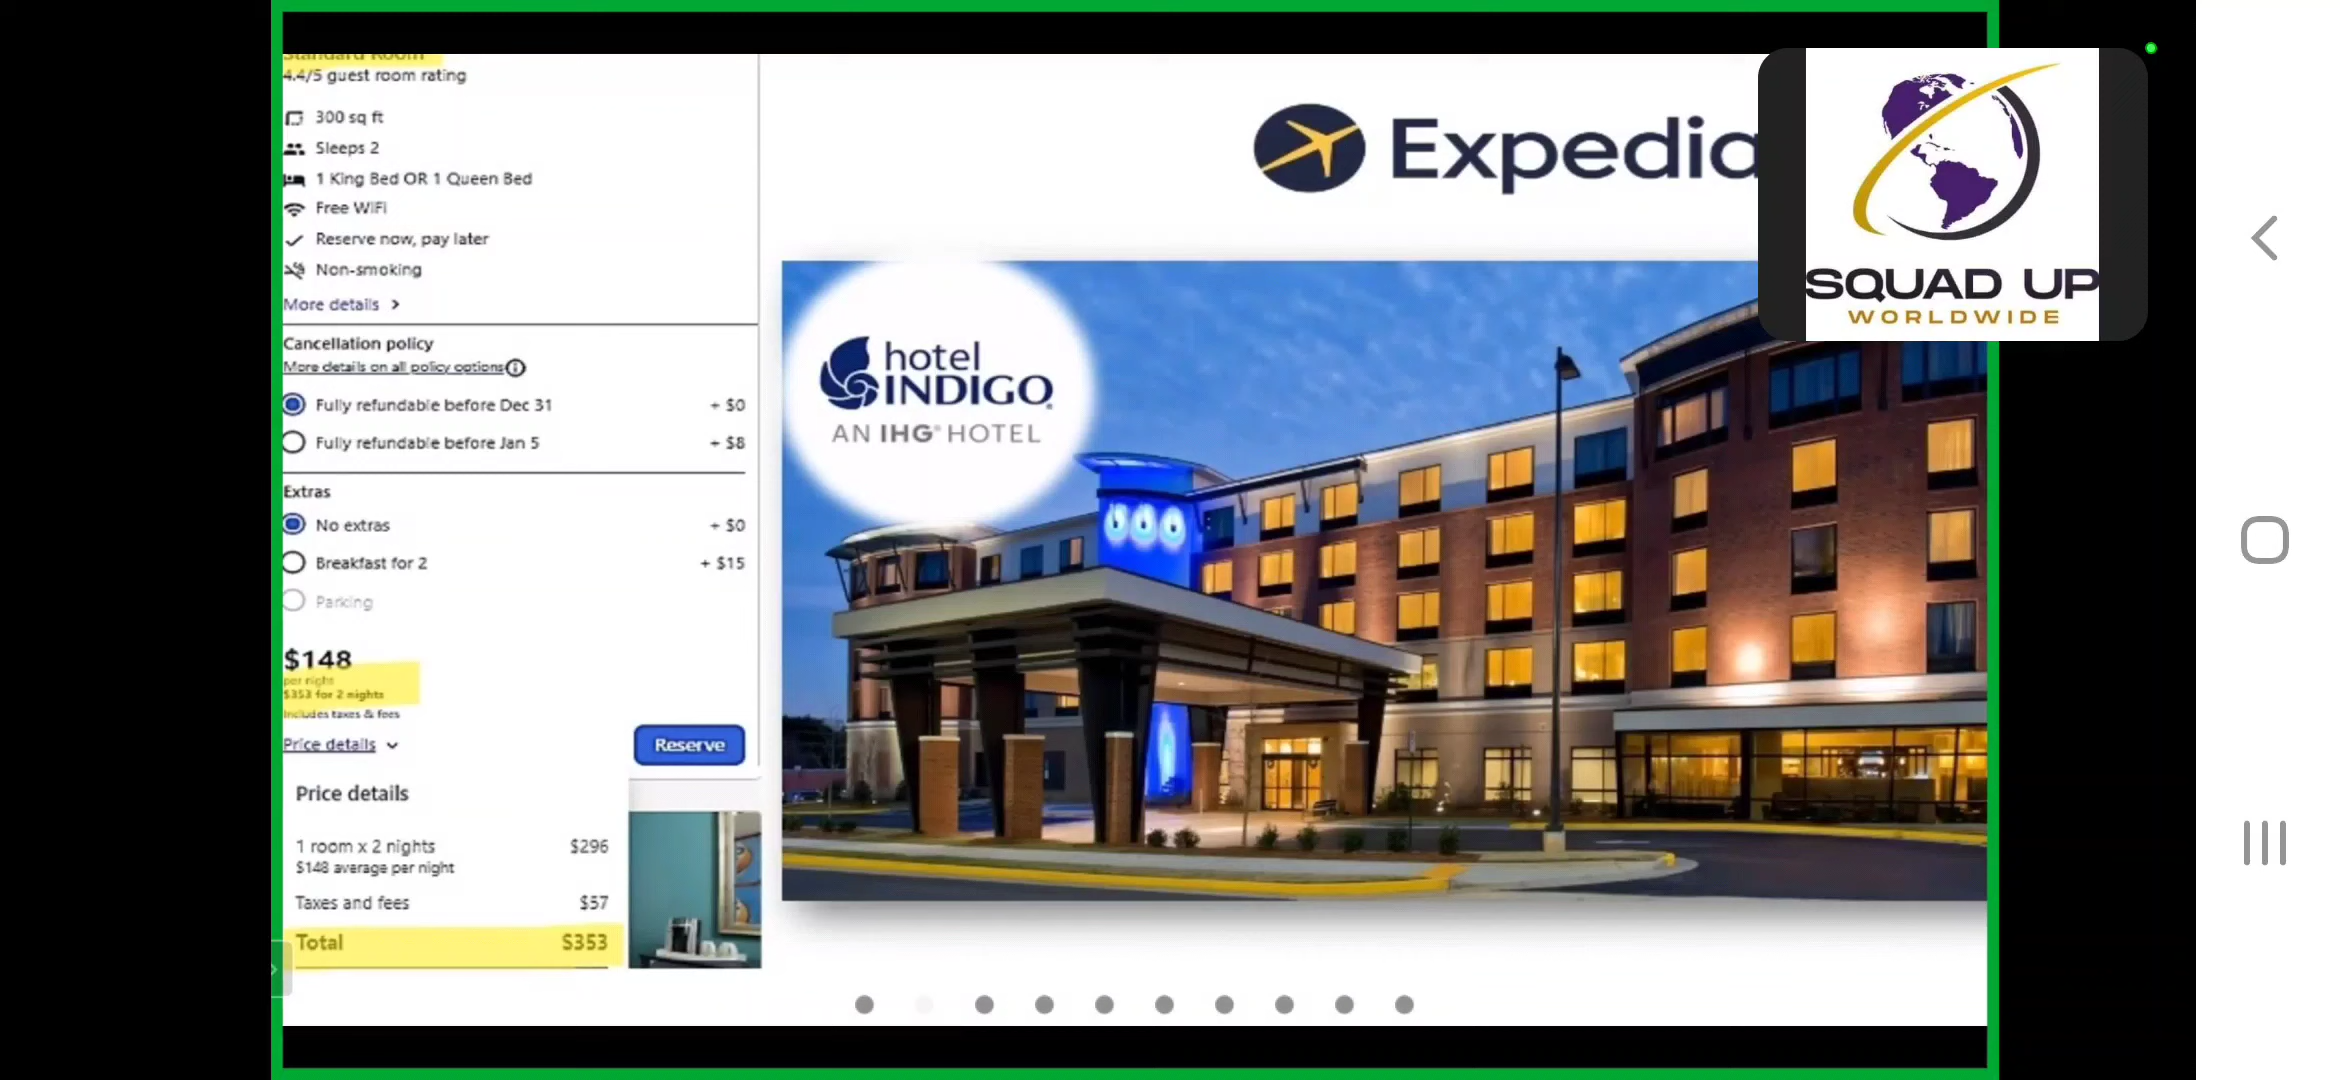 Standard Room
4.4/5 guest room rating
300 sq ft
Sleeps 2
1 King Bed OR 1 Queen Bed
Free WiFi
Reserve now, pay later
Non-smoking
More details >
Cancellation policy
More details on all policy options
Fully refundable before Dec 31 + $0
Fully refundable before Jan 5 + $8
Extras
No extras + $0
Breakfast for 2 + $15
Parking
$148
per night
$353 for 2 nights
Includes taxes & fees
Price details
Reserve
Price details
1 room x 2 nights $296
$148 average per night
Taxes and fees $57
Total $353
Expedia
hotel
INDIGO
AN IHG® HOTEL
SQUAD UP
WORLDWIDE